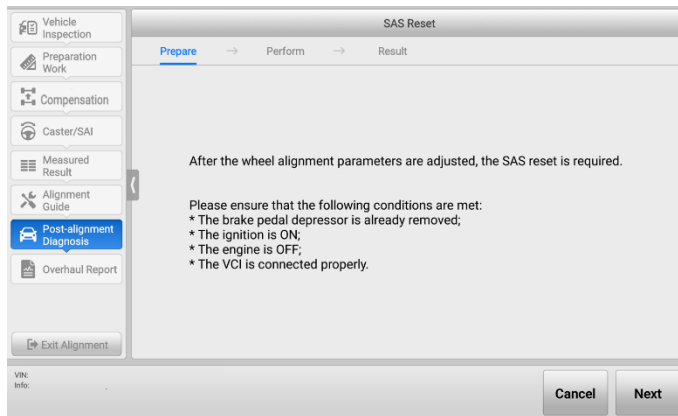 SAS Reset
Vehicle
Inspection
Preparation
Work
Compensation
Caster/SAI
Measured
Result
Alignment
Guide
Post-alignment
Diagnosis
Overhaul Report
Exit Alignment
Prepare → Perform → Result
After the wheel alignment parameters are adjusted, the SAS reset is required.
Please ensure that the following conditions are met:
* The brake pedal depressor is already removed;
* The ignition is ON;
* The engine is OFF;
* The VCI is connected properly.
VIN:
Info:
Cancel
Next